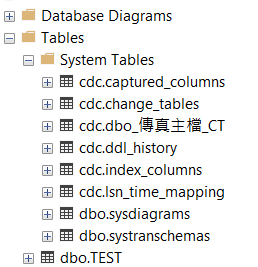 Database Diagrams
Tables
System Tables
cdc.captured_columns
cdc.change_tables
cdc.dbo_傳真主檔_CT
cdc.ddl_history
cdc.index_columns
cdc.lsn_time_mapping
dbo.sysdiagrams
dbo.systranschemas
dbo.TEST